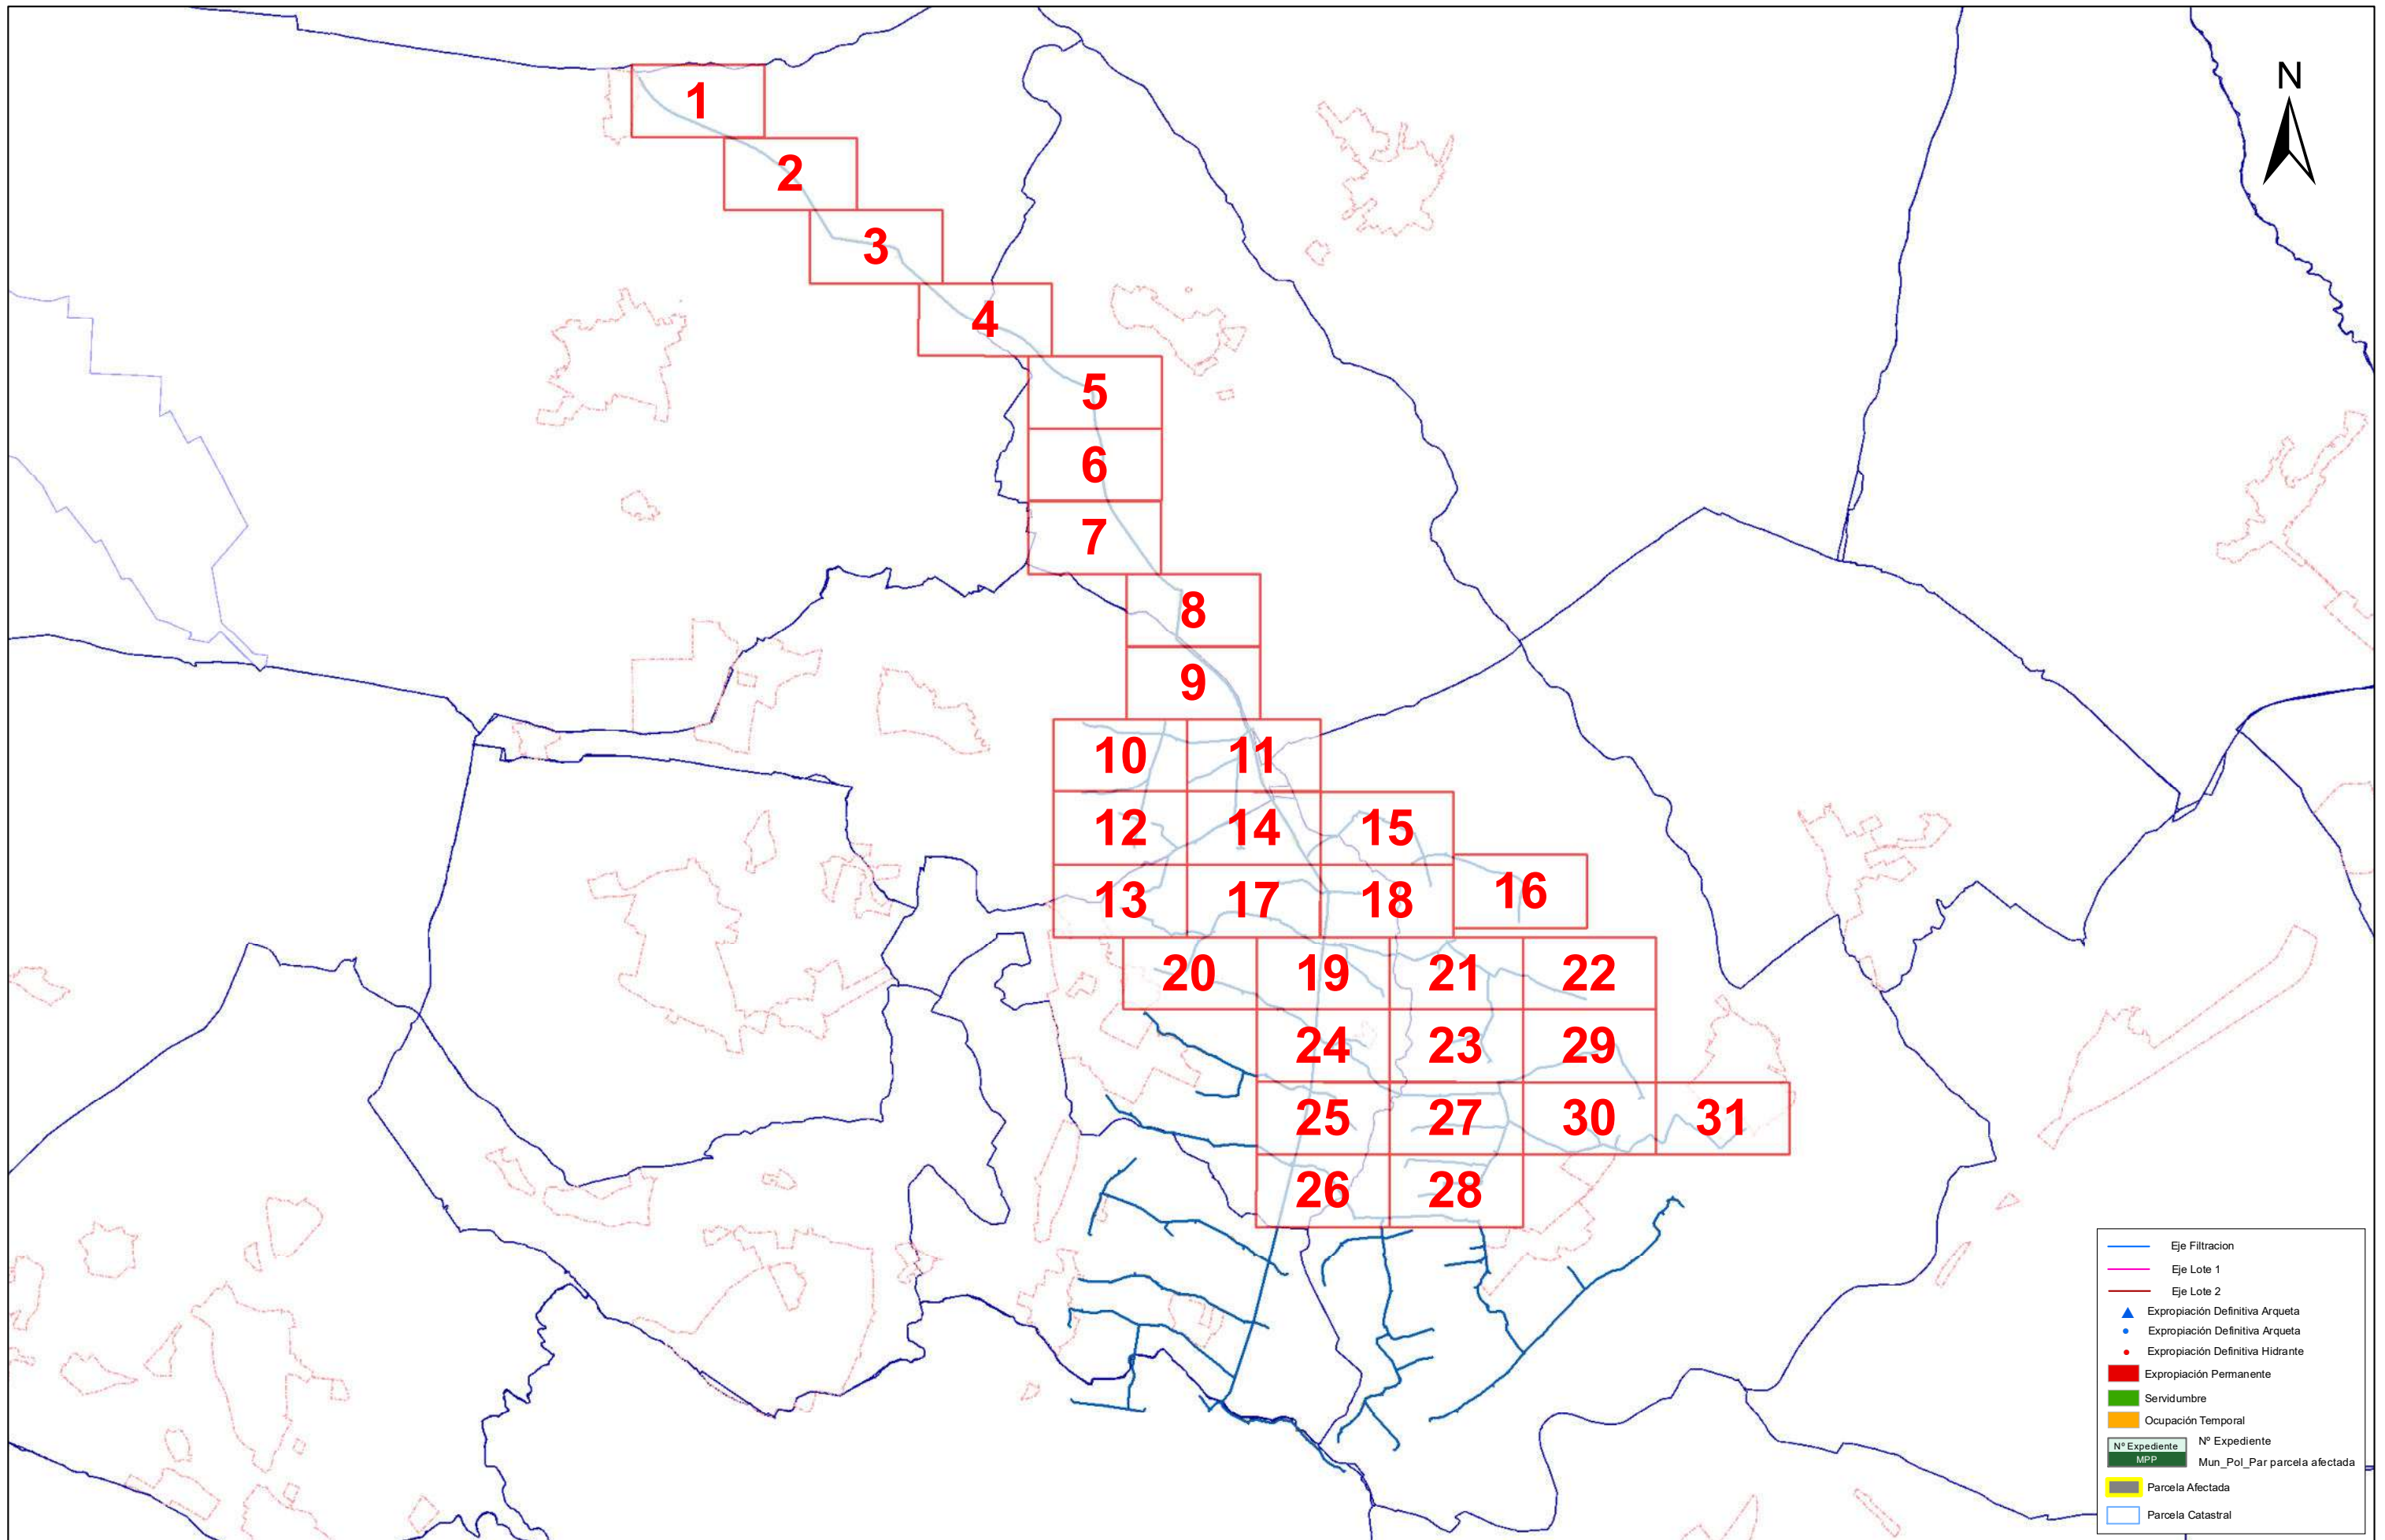 N
1
2
3
4
5
6
7
8
9
10 11
12 14 15
13 17 18 16
20 19 21 22
24 23 29
25 27 30 31
26 28
Eje Filtracion
Eje Lote 1
Eje Lote 2
Expropiación Definitiva Arqueta
Expropiación Definitiva Arqueta
Expropiación Definitiva Hidrante
Expropiación Permanente
Servidumbre
Ocupación Temporal
Nº Expediente Nº Expediente
MPP Mun_Pol_Par parcela afectada
Parcela Afectada
Parcela Catastral